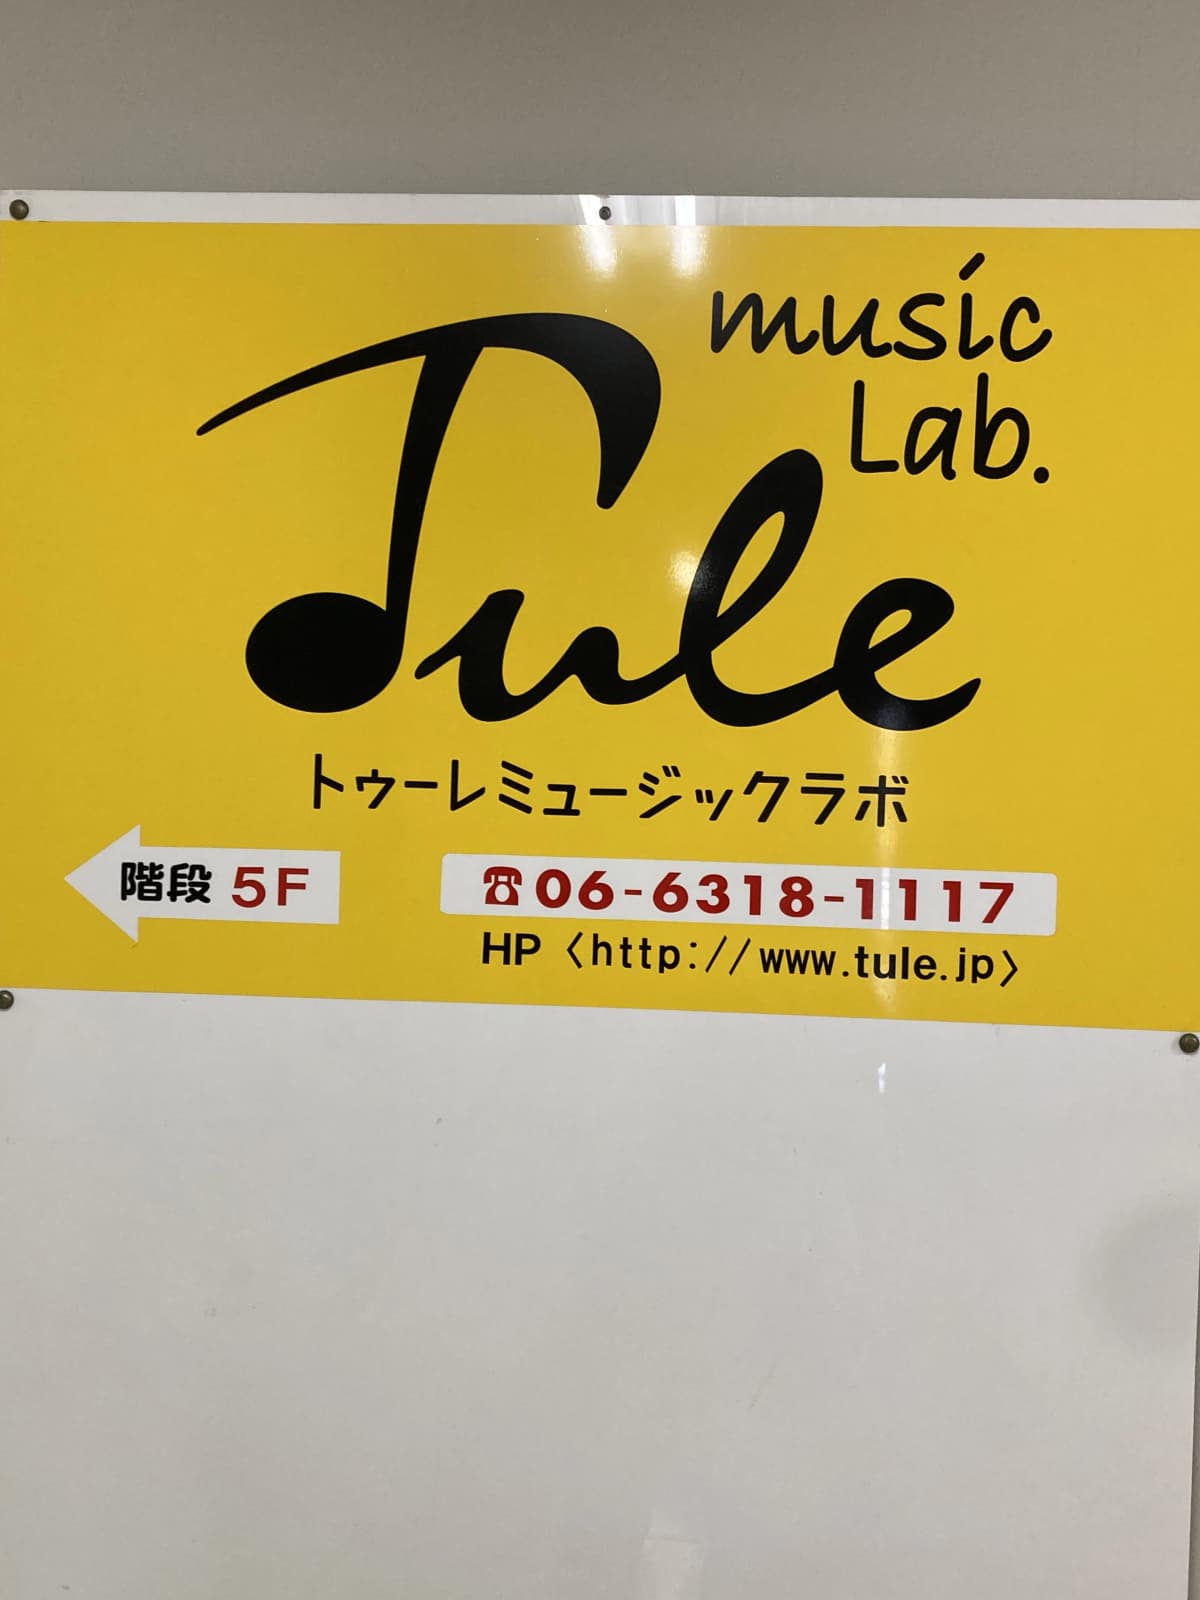 music
Lab.
Tule
トゥーレミュージックラボ
階段 5F
☎06-6318-1117
HP〈http://www.tule.jp〉